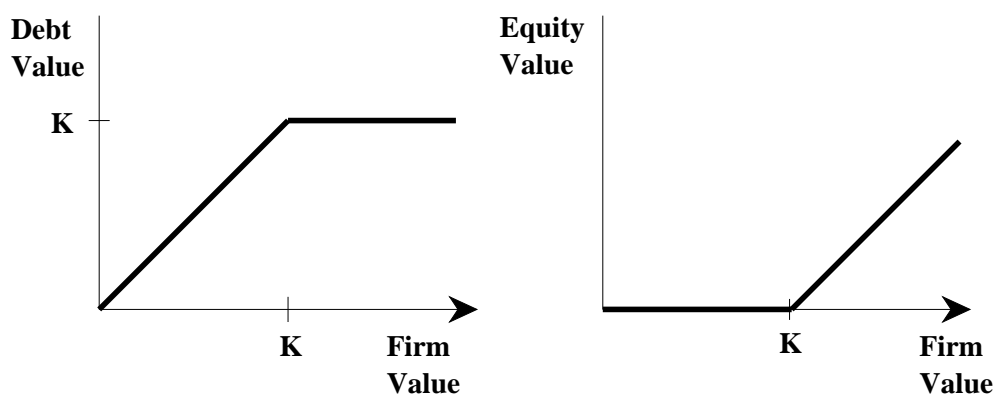 Debt
Value
K
K
Firm
Value
Equity
Value
K
Firm
Value